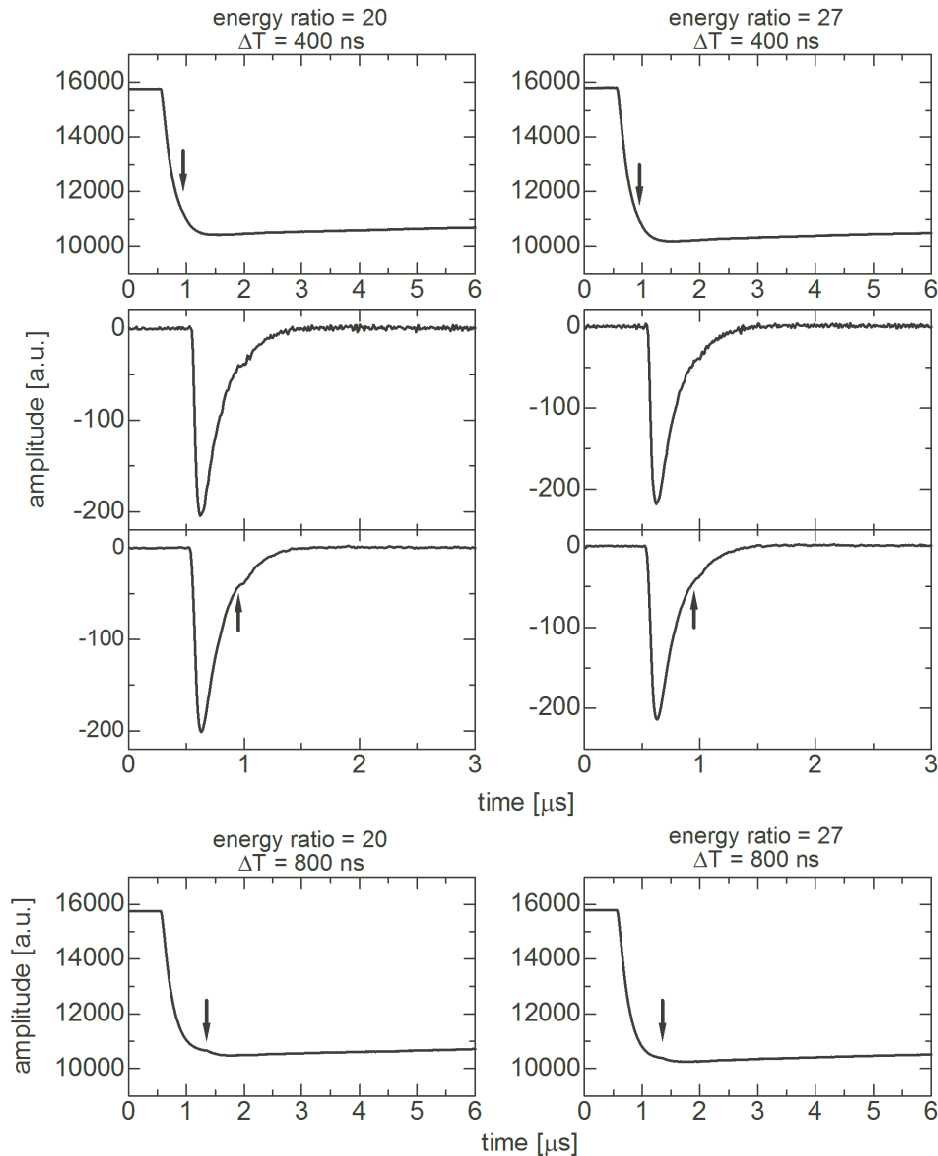 energy ratio = 20
ΔT = 400 ns
energy ratio = 27
ΔT = 400 ns
16000
14000
12000
10000
0 1 2 3 4 5 6
16000
14000
12000
10000
0 1 2 3 4 5 6
amplitude [a.u.]
0
-100
-200
0
-100
-200
0
-100
-200
0 1 2 3
0
-100
-200
0 1 2 3
time [μs]
energy ratio = 20
ΔT = 800 ns
energy ratio = 27
ΔT = 800 ns
amplitude [a.u.]
16000
14000
12000
10000
0 1 2 3 4 5 6
16000
14000
12000
10000
0 1 2 3 4 5 6
time [μs]